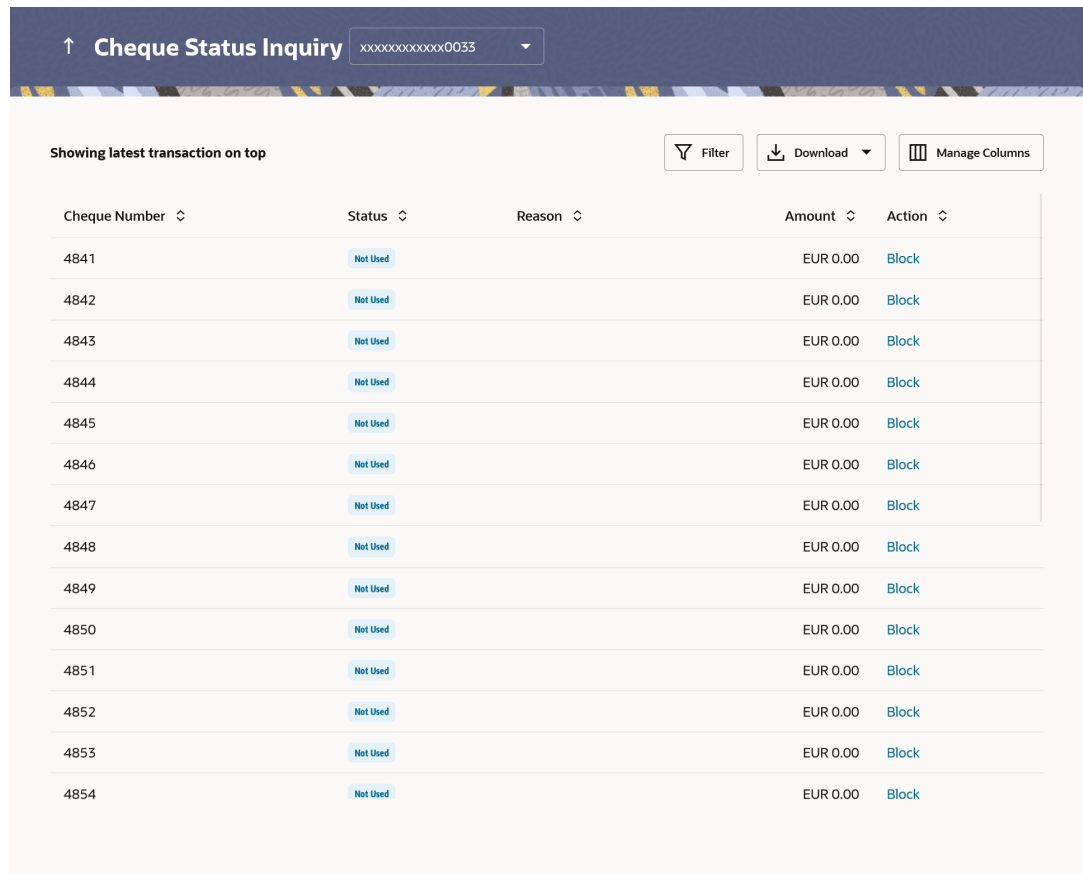 Cheque Status Inquiry xxxxxxxxxxxx0033
Showing latest transaction on top Filter Download Manage Columns
Cheque Number Status Reason Amount Action
4841 Not Used EUR 0.00 Block
4842 Not Used EUR 0.00 Block
4843 Not Used EUR 0.00 Block
4844 Not Used EUR 0.00 Block
4845 Not Used EUR 0.00 Block
4846 Not Used EUR 0.00 Block
4847 Not Used EUR 0.00 Block
4848 Not Used EUR 0.00 Block
4849 Not Used EUR 0.00 Block
4850 Not Used EUR 0.00 Block
4851 Not Used EUR 0.00 Block
4852 Not Used EUR 0.00 Block
4853 Not Used EUR 0.00 Block
4854 Not Used EUR 0.00 Block